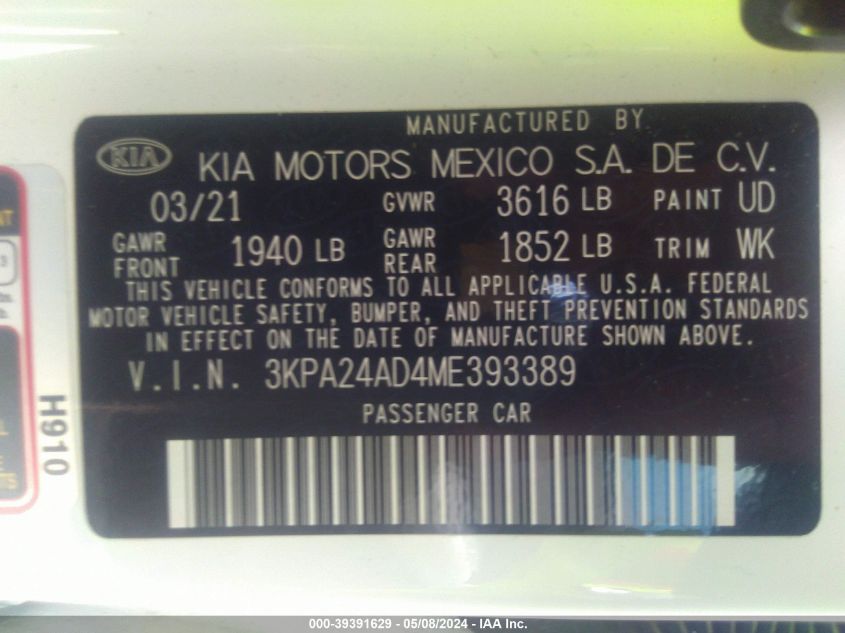 MANUFACTURED BY
KIA KIA MOTORS MEXICO S.A. DE C.V.
03/21 GVWR 3616 LB PAINT UD
GAWR FRONT 1940 LB GAWR REAR 1852 LB TRIM WK
THIS VEHICLE CONFORMS TO ALL APPLICABLE U.S.A. FEDERAL
MOTOR VEHICLE SAFETY, BUMPER, AND THEFT PREVENTION STANDARDS
IN EFFECT ON THE DATE OF MANUFACTURE SHOWN ABOVE.
V.I.N. 3KPA24AD4ME393389
PASSENGER CAR
H910
000-39391629 - 05/08/2024 - IAA Inc.